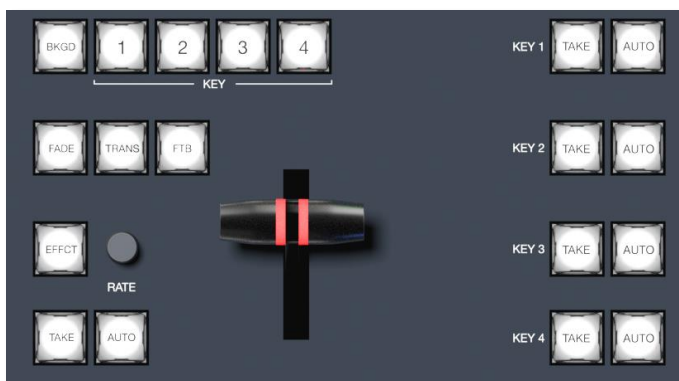 BKGD 1 2 3 4 KEY 1 TAKE AUTO
KEY
FADE TRANS FTB KEY 2 TAKE AUTO
EFFCT KEY 3 TAKE AUTO
RATE
TAKE AUTO KEY 4 TAKE AUTO